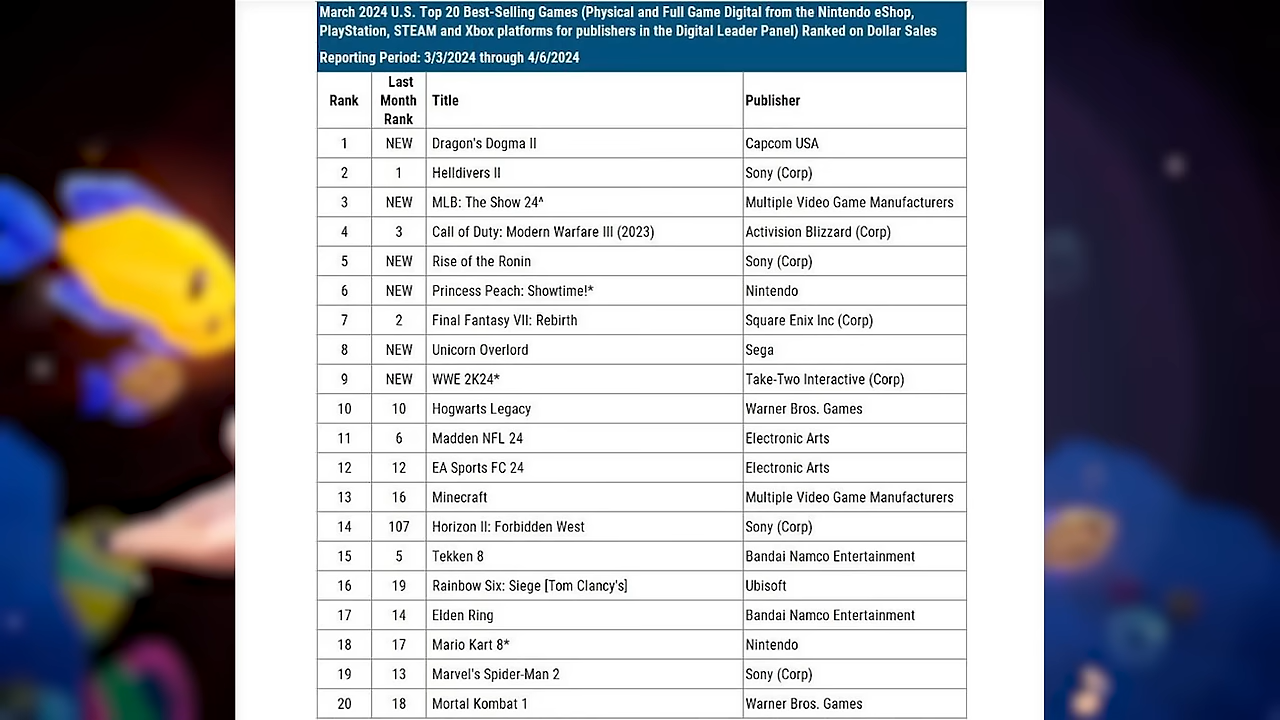 March 2024 U.S. Top 20 Best-Selling Games (Physical and Full Game Digital from the Nintendo eShop,
PlayStation, STEAM and Xbox platforms for publishers in the Digital Leader Panel) Ranked on Dollar Sales
Reporting Period: 3/3/2024 through 4/6/2024
Rank Last Month Rank Title Publisher
1 NEW Dragon's Dogma II Capcom USA
2 1 Helldivers II Sony (Corp)
3 NEW MLB: The Show 24^ Multiple Video Game Manufacturers
4 3 Call of Duty: Modern Warfare III (2023) Activision Blizzard (Corp)
5 NEW Rise of the Ronin Sony (Corp)
6 NEW Princess Peach: Showtime!* Nintendo
7 2 Final Fantasy VII: Rebirth Square Enix Inc (Corp)
8 NEW Unicorn Overlord Sega
9 NEW WWE 2K24* Take-Two Interactive (Corp)
10 10 Hogwarts Legacy Warner Bros. Games
11 6 Madden NFL 24 Electronic Arts
12 12 EA Sports FC 24 Electronic Arts
13 16 Minecraft Multiple Video Game Manufacturers
14 107 Horizon II: Forbidden West Sony (Corp)
15 5 Tekken 8 Bandai Namco Entertainment
16 19 Rainbow Six: Siege [Tom Clancy's] Ubisoft
17 14 Elden Ring Bandai Namco Entertainment
18 17 Mario Kart 8* Nintendo
19 13 Marvel's Spider-Man 2 Sony (Corp)
20 18 Mortal Kombat 1 Warner Bros. Games